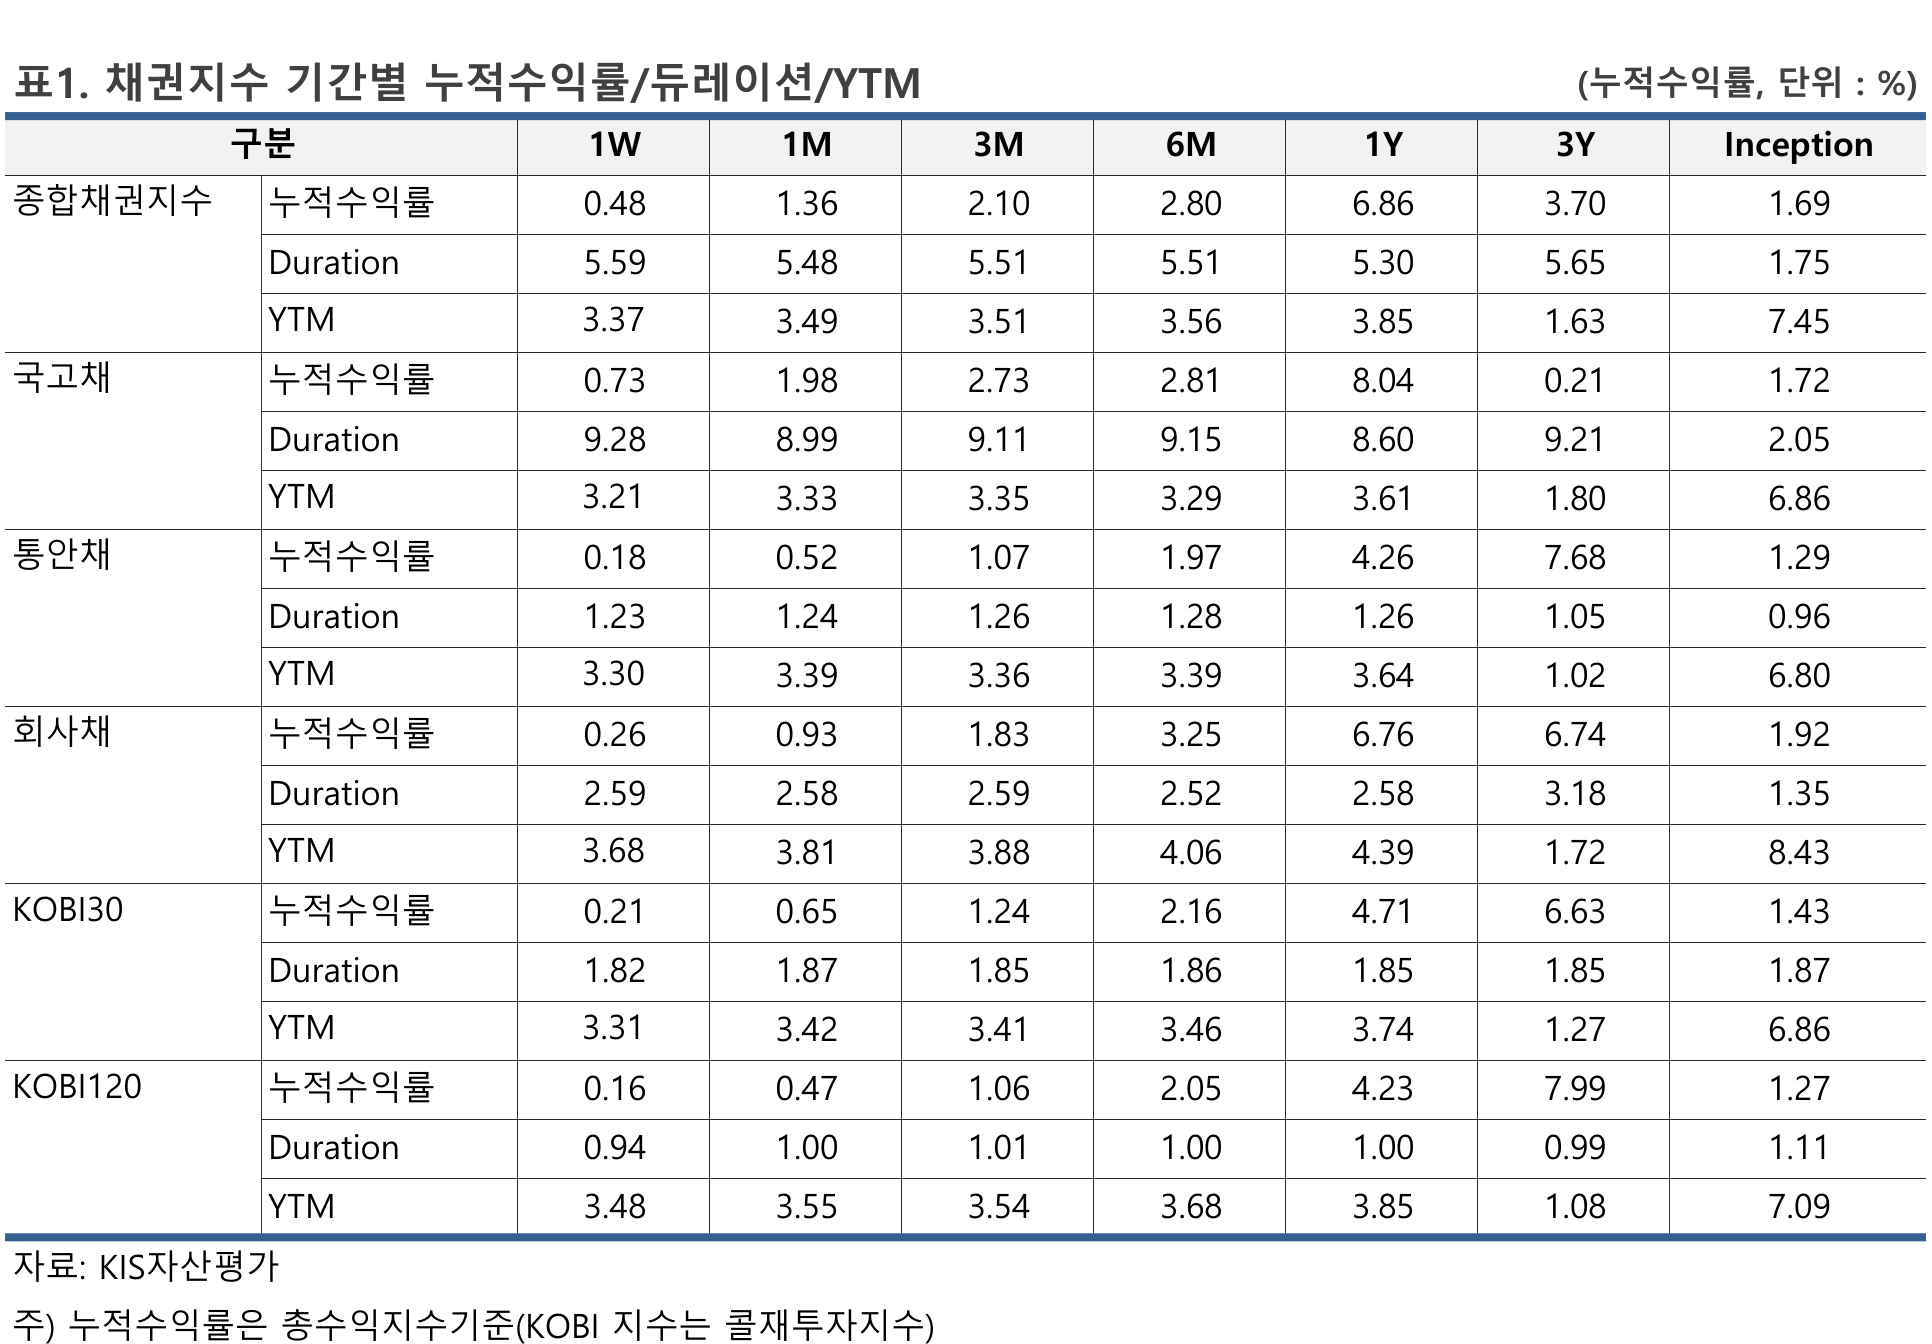 표1. 채권지수 기간별 누적수익률/듀레이션/YTM (누적수익률, 단위 : %)
구분 1W 1M 3M 6M 1Y 3Y Inception
종합채권지수 누적수익률 0.48 1.36 2.10 2.80 6.86 3.70 1.69
Duration 5.59 5.48 5.51 5.51 5.30 5.65 1.75
YTM 3.37 3.49 3.51 3.56 3.85 1.63 7.45
국고채 누적수익률 0.73 1.98 2.73 2.81 8.04 0.21 1.72
Duration 9.28 8.99 9.11 9.15 8.60 9.21 2.05
YTM 3.21 3.33 3.35 3.29 3.61 1.80 6.86
통안채 누적수익률 0.18 0.52 1.07 1.97 4.26 7.68 1.29
Duration 1.23 1.24 1.26 1.28 1.26 1.05 0.96
YTM 3.30 3.39 3.36 3.39 3.64 1.02 6.80
회사채 누적수익률 0.26 0.93 1.83 3.25 6.76 6.74 1.92
Duration 2.59 2.58 2.59 2.52 2.58 3.18 1.35
YTM 3.68 3.81 3.88 4.06 4.39 1.72 8.43
KOBI30 누적수익률 0.21 0.65 1.24 2.16 4.71 6.63 1.43
Duration 1.82 1.87 1.85 1.86 1.85 1.85 1.87
YTM 3.31 3.42 3.41 3.46 3.74 1.27 6.86
KOBI120 누적수익률 0.16 0.47 1.06 2.05 4.23 7.99 1.27
Duration 0.94 1.00 1.01 1.00 1.00 0.99 1.11
YTM 3.48 3.55 3.54 3.68 3.85 1.08 7.09
자료: KIS자산평가
주) 누적수익률은 총수익지수기준(KOBI 지수는 콜재투자지수)